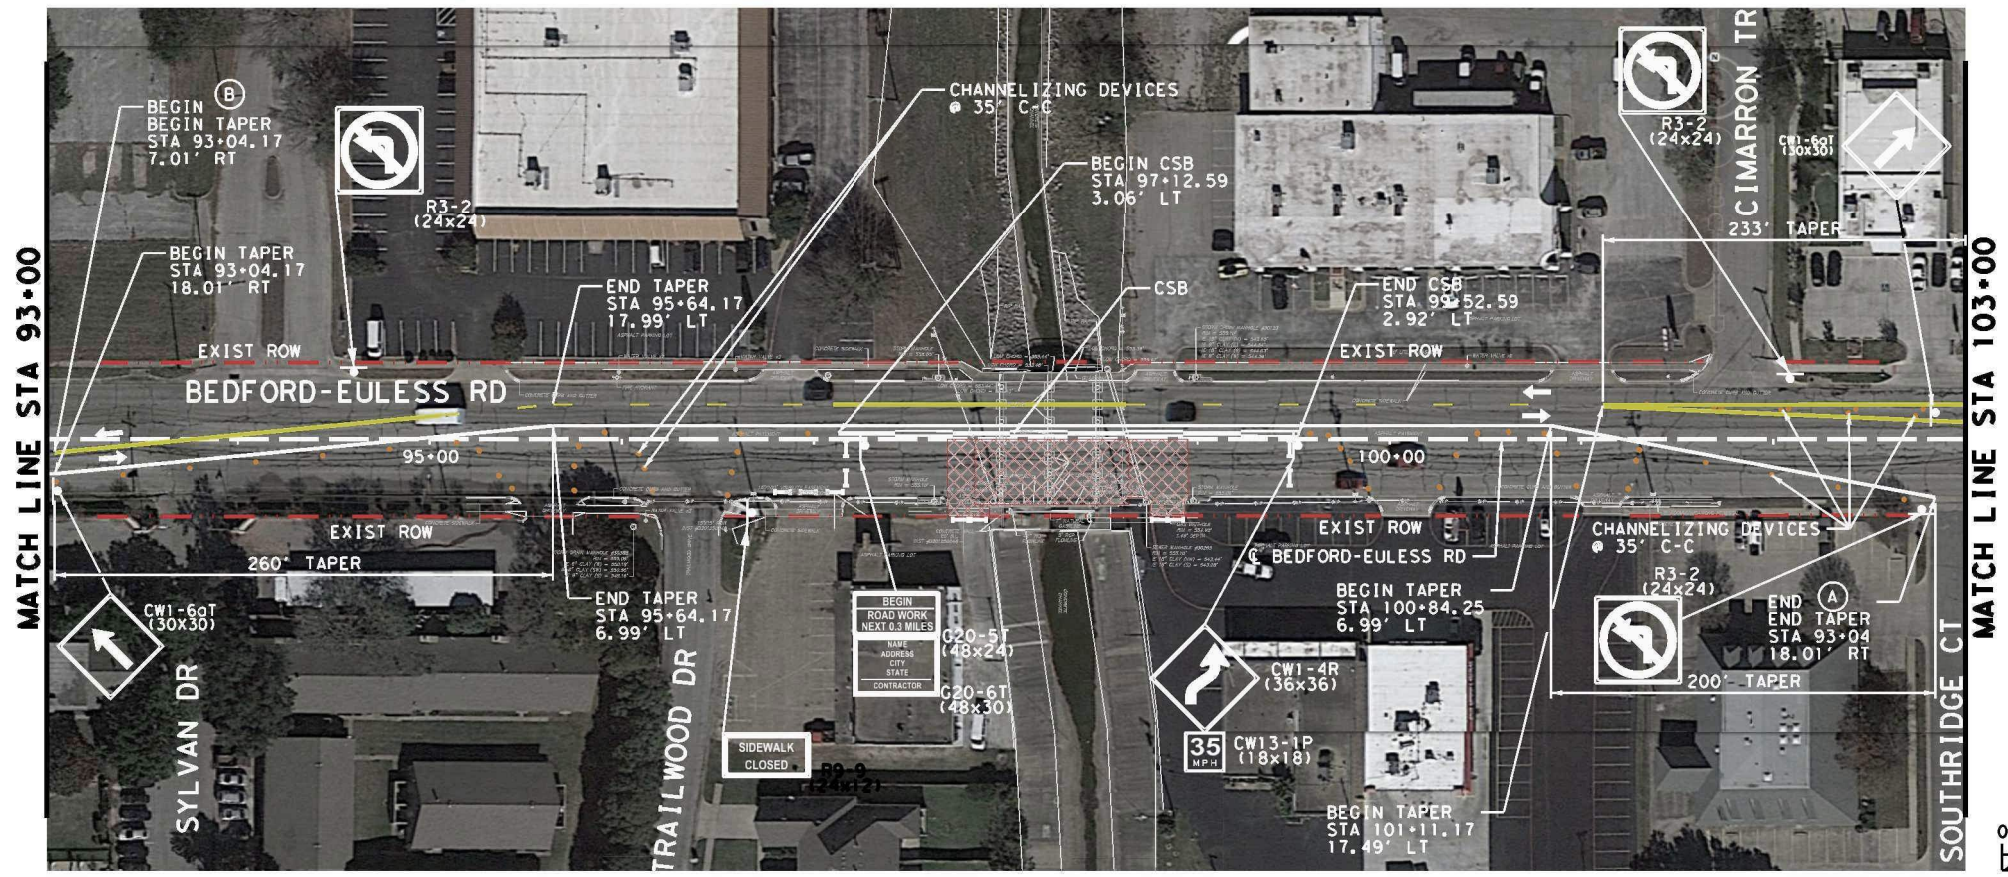 MATCH LINE STA 93+00
BEGIN B
BEGIN TAPER
STA 93+04.17
7.01' RT
BEGIN TAPER
STA 93+04.17
18.01' RT
R3-2
(24x24)
CHANNELIZING DEVICES
@ 35' C-C
BEGIN CSB
STA 97+12.59
3.06' LT
END TAPER
STA 95+64.17
17.99' LT
CSB
END CSB
STA 99+52.59
2.92' LT
R3-2
(24x24)
CIMARRON TR
CW1-6aT
(30x30)
233' TAPER
MATCH LINE STA 103+00
EXIST ROW
EXIST ROW
BEDFORD-EULESS RD
95+00
100+00
EXIST ROW
EXIST ROW
260' TAPER
CW1-6aT
(30x30)
SYLVAN DR
END TAPER
STA 95+64.17
6.99' LT
TRAILWOOD DR
SIDEWALK
CLOSED
R9-9
(24x12)
BEGIN
ROAD WORK
NEXT 0.3 MILES
NAME
ADDRESS
CITY
STATE
CONTRACTOR
G20-5T
(48x24)
G20-6T
(48x30)
CW1-4R
(36x36)
35
MPH
CW13-1P
(18x18)
℄ BEDFORD-EULESS RD
BEGIN TAPER
STA 100+84.25
6.99' LT
BEGIN TAPER
STA 101+11.17
17.49' LT
CHANNELIZING DEVICES
@ 35' C-C
R3-2
(24x24)
END A
END TAPER
STA 93+04
18.01' RT
200' TAPER
SOUTHRIDGE CT